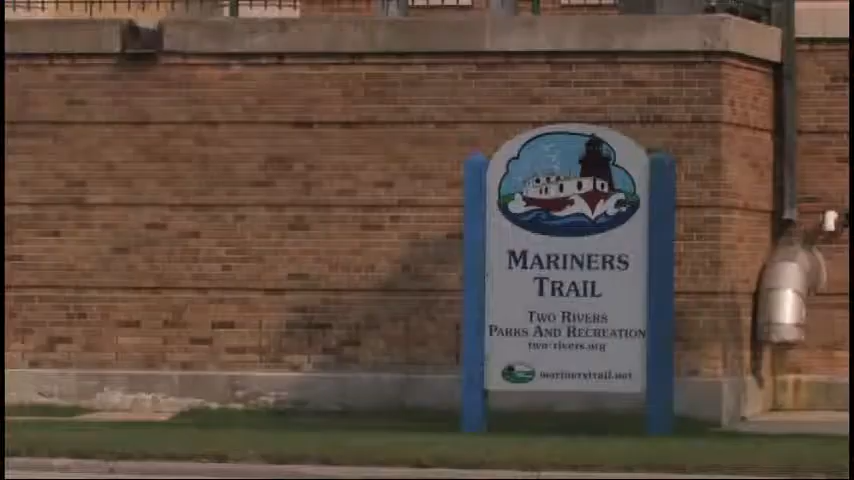 MARINERS
TRAIL
TWO RIVERS
PARKS AND RECREATION
two-rivers.org
marinerstrail.net